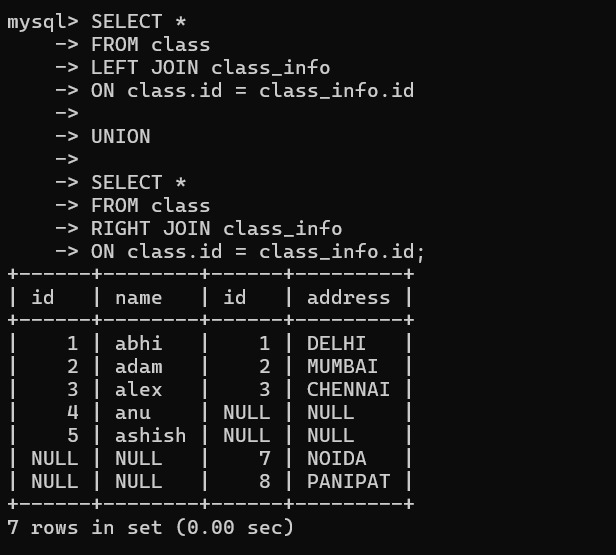 mysql> SELECT *
    -> FROM class
    -> LEFT JOIN class_info
    -> ON class.id = class_info.id
    ->
    -> UNION
    ->
    -> SELECT *
    -> FROM class
    -> RIGHT JOIN class_info
    -> ON class.id = class_info.id;
+------+--------+------+---------+
| id   | name   | id   | address |
+------+--------+------+---------+
|    1 | abhi   |    1 | DELHI   |
|    2 | adam   |    2 | MUMBAI  |
|    3 | alex   |    3 | CHENNAI |
|    4 | anu    | NULL | NULL    |
|    5 | ashish | NULL | NULL    |
| NULL | NULL   |    7 | NOIDA   |
| NULL | NULL   |    8 | PANIPAT |
+------+--------+------+---------+
7 rows in set (0.00 sec)